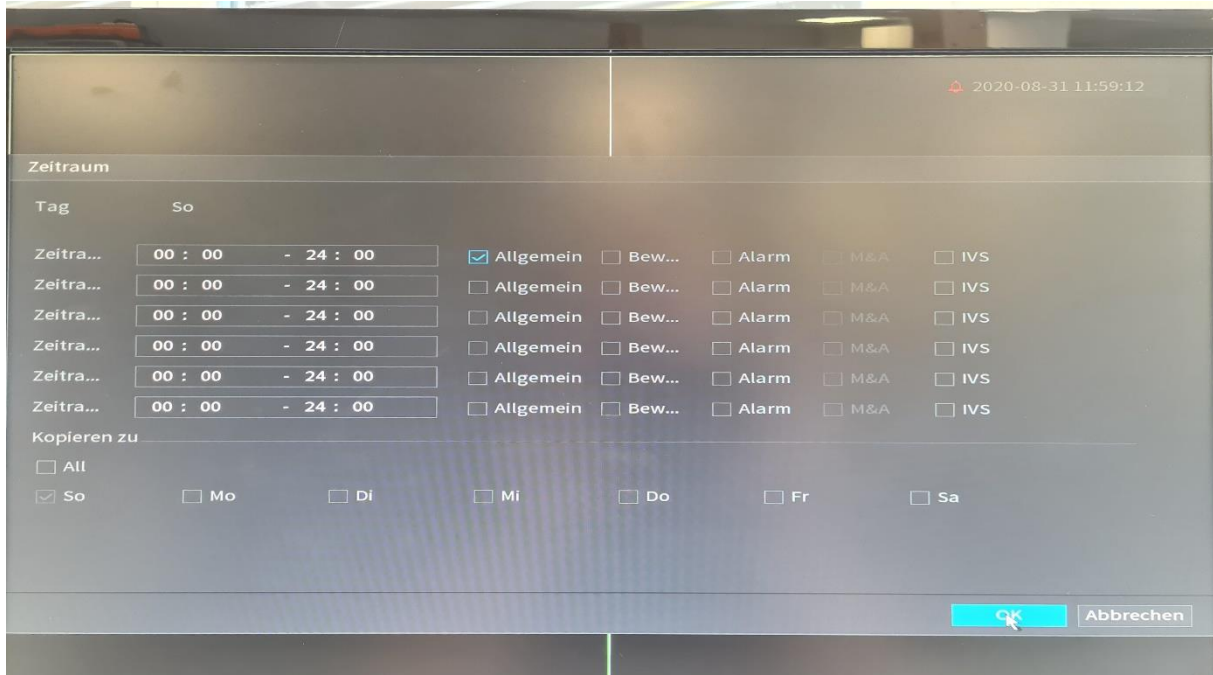 2020-08-31 11:59:12
Zeitraum
Tag So
Zeitra... 00 : 00 - 24 : 00 Allgemein Bew... Alarm M&A IVS
Zeitra... 00 : 00 - 24 : 00 Allgemein Bew... Alarm M&A IVS
Zeitra... 00 : 00 - 24 : 00 Allgemein Bew... Alarm M&A IVS
Zeitra... 00 : 00 - 24 : 00 Allgemein Bew... Alarm M&A IVS
Zeitra... 00 : 00 - 24 : 00 Allgemein Bew... Alarm M&A IVS
Zeitra... 00 : 00 - 24 : 00 Allgemein Bew... Alarm M&A IVS
Kopieren zu
All
So Mo Di Mi Do Fr Sa
OK Abbrechen